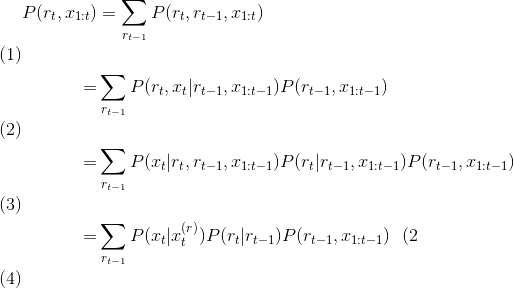 P(r_t, x_{1:t}) = \sum_{r_{t-1}} P(r_t, r_{t-1}, x_{1:t})
(1)
= \sum_{r_{t-1}} P(r_t, x_t | r_{t-1}, x_{1:t-1}) P(r_{t-1}, x_{1:t-1})
(2)
= \sum_{r_{t-1}} P(x_t | r_t, r_{t-1}, x_{1:t-1}) P(r_t | r_{t-1}, x_{1:t-1}) P(r_{t-1}, x_{1:t-1})
(3)
= \sum_{r_{t-1}} P(x_t | x_t^{(r)}) P(r_t | r_{t-1}) P(r_{t-1}, x_{1:t-1}) (2
(4)